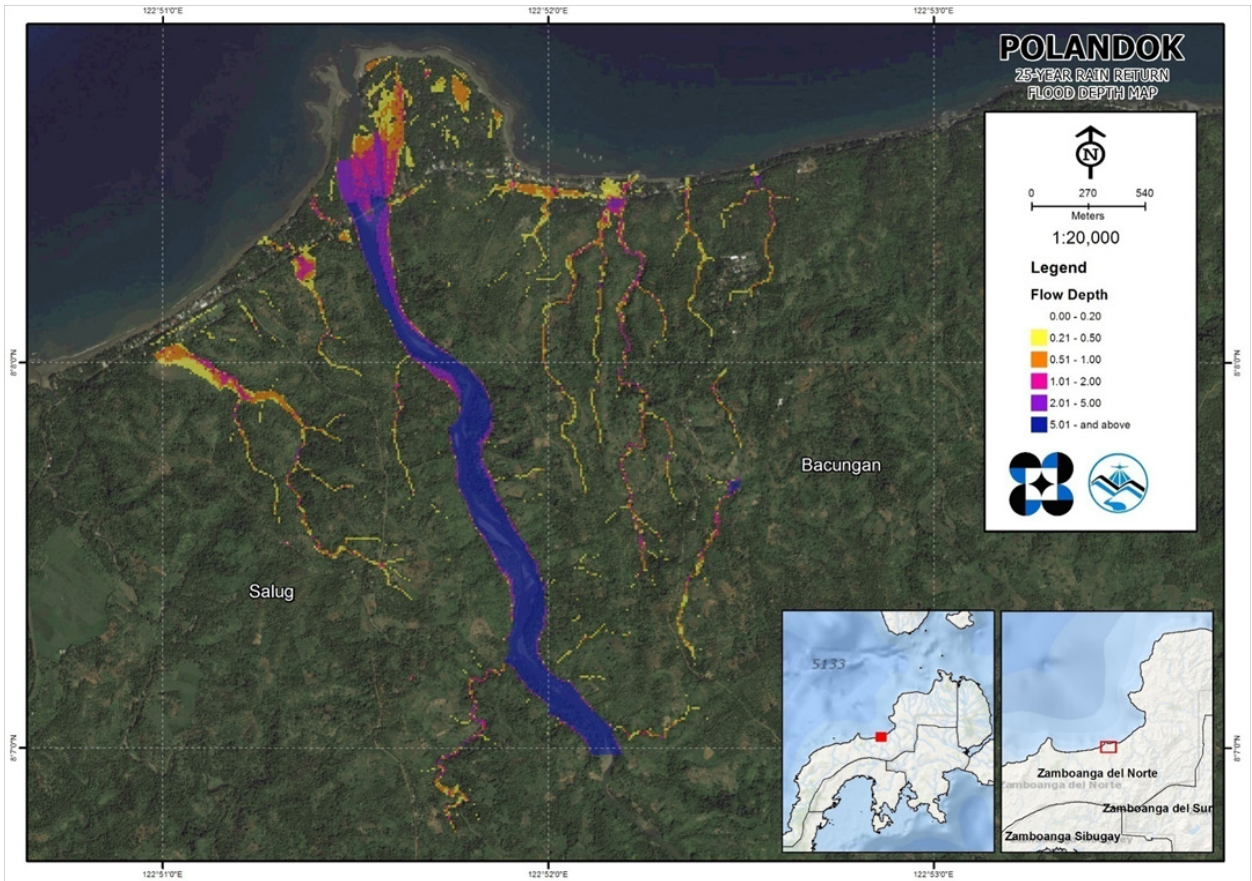 122°51'0"E
122°52'0"E
122°53'0"E
POLANDOK
25-YEAR RAIN RETURN
FLOOD DEPTH MAP
N
0 270 540
Meters
1:20,000
Legend
Flow Depth
0.00 - 0.20
0.21 - 0.50
0.51 - 1.00
1.01 - 2.00
2.01 - 5.00
5.01 - and above
8°8'0"N
8°8'0"N
Bacungan
Salug
8°7'0"N
8°7'0"N
5133
Zamboanga del Norte
Zamboanga del Norte
Zamboanga del Sur
Zamboanga Sibugay
122°51'0"E
122°52'0"E
122°53'0"E